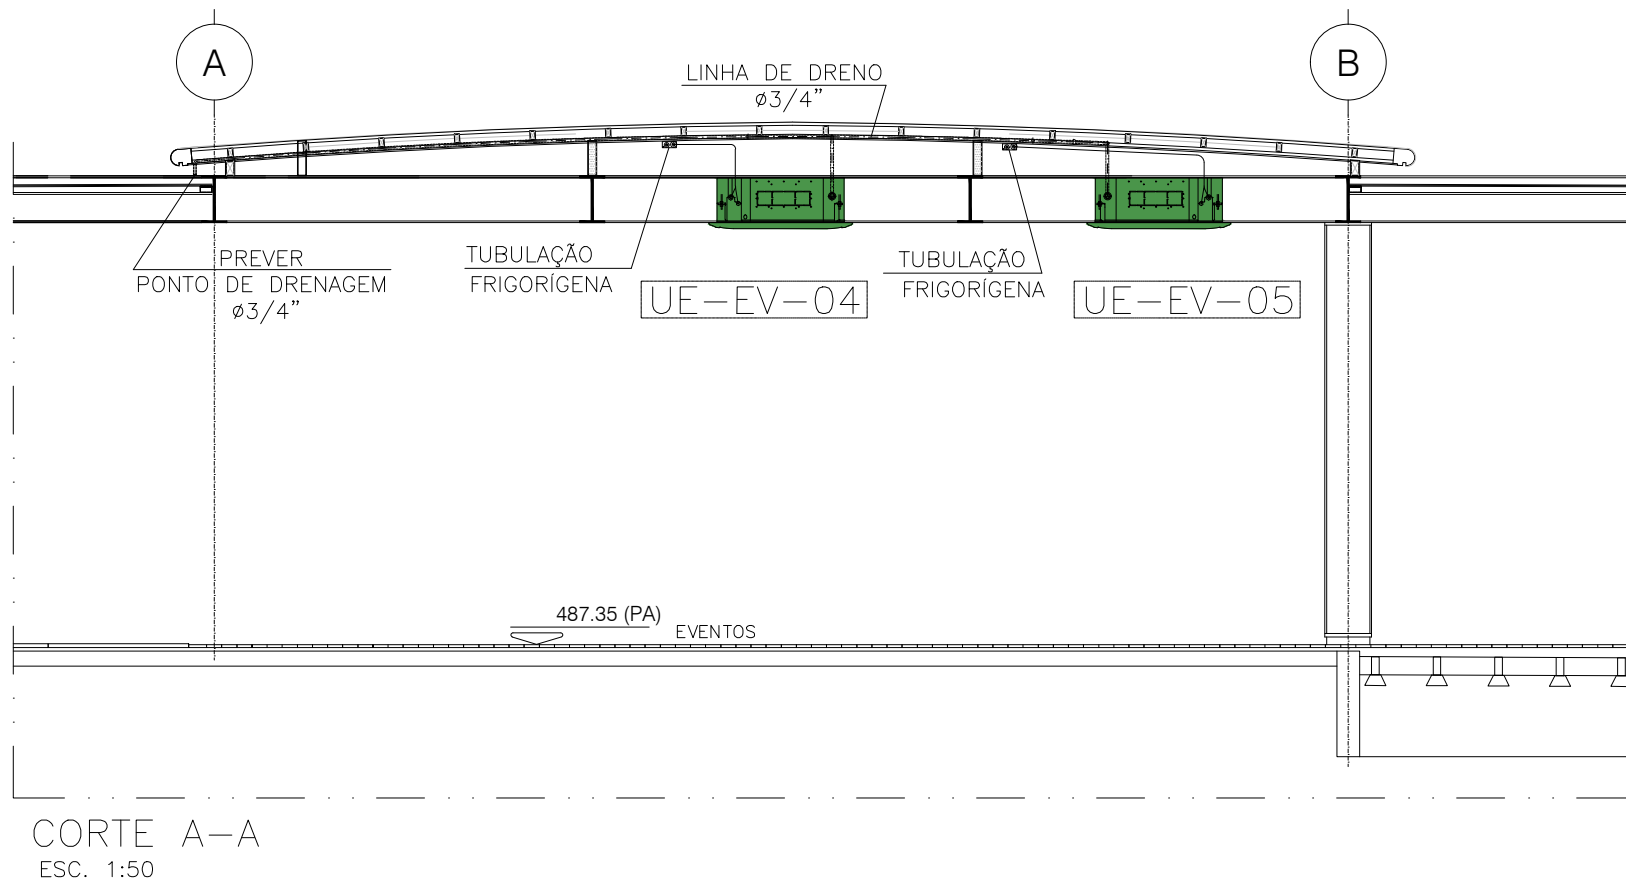 A
B
LINHA DE DRENO
ø3/4"
PREVER
PONTO DE DRENAGEM
ø3/4"
TUBULAÇÃO
FRIGORÍGENA
TUBULAÇÃO
FRIGORÍGENA
UE-EV-04
UE-EV-05
487.35 (PA)
EVENTOS
CORTE A-A
ESC. 1:50